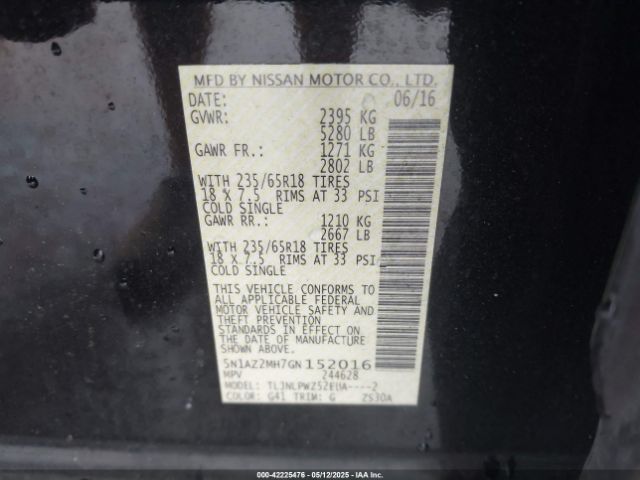 MFD BY NISSAN MOTOR CO., LTD.
DATE: 06/16
GVWR: 2395 KG
5280 LB
GAWR FR.: 1271 KG
2802 LB
WITH 235/65R18 TIRES
18 X 7.5 RIMS AT 33 PSI
COLD SINGLE
GAWR RR.: 1210 KG
2667 LB
WITH 235/65R18 TIRES
18 X 7.5 RIMS AT 33 PSI
COLD SINGLE
THIS VEHICLE CONFORMS TO
ALL APPLICABLE FEDERAL
MOTOR VEHICLE SAFETY AND
THEFT PREVENTION
STANDARDS IN EFFECT ON
THE DATE OF MANUFACTURE
SHOWN ABOVE.
5N1AZ2MH7GN152016
MPV 244628
MODEL: ----2
COLOR: G41 TRIM: G ZS30A
000-42225476 - 05/12/2025 - IAA Inc.